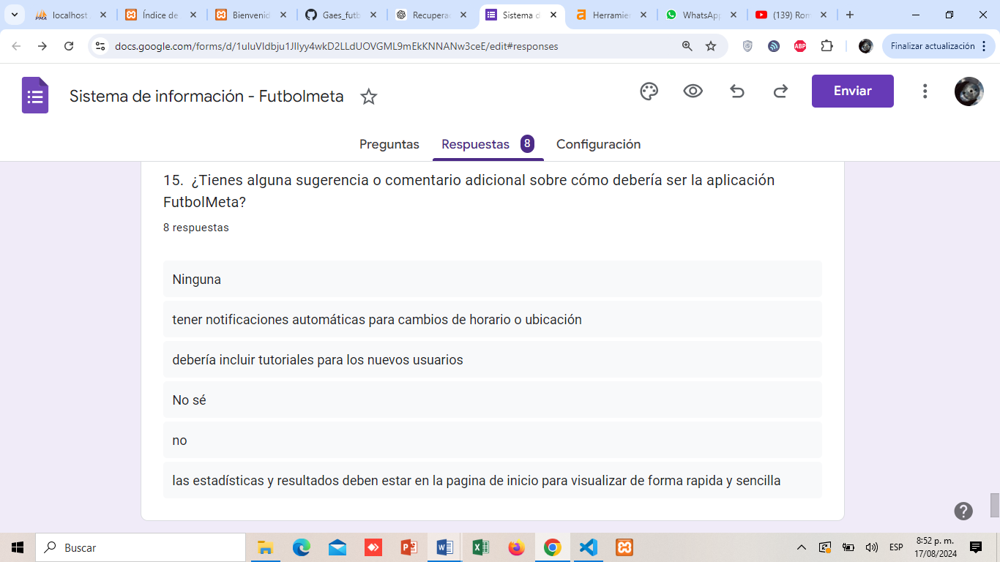 localhost
Índice de
Bienvenid
Gaes_futb
Recupera
Sistema d
Herramie
WhatsApp
(139) Rom
docs.google.com/forms/d/1uluVldbju1JIlyy4wkD2LLdUOVGML9mEkKNNANw3ceE/edit#responses
ABP
Finalizar actualización
Sistema de información - Futbolmeta
Enviar
Preguntas
Respuestas 8
Configuración
15. ¿Tienes alguna sugerencia o comentario adicional sobre cómo debería ser la aplicación
FutbolMeta?
8 respuestas
Ninguna
tener notificaciones automáticas para cambios de horario o ubicación
debería incluir tutoriales para los nuevos usuarios
No sé
no
las estadísticas y resultados deben estar en la pagina de inicio para visualizar de forma rapida y sencilla
Buscar
ESP
8:52 p. m.
17/08/2024